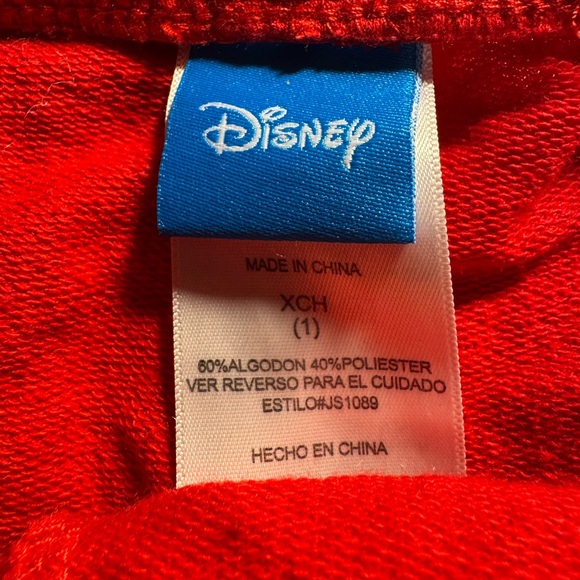 Disney
MADE IN CHINA
XCH
(1)
60%ALGODON 40%POLIESTER
VER REVERSO PARA EL CUIDADO
ESTILO#JS1089
HECHO EN CHINA